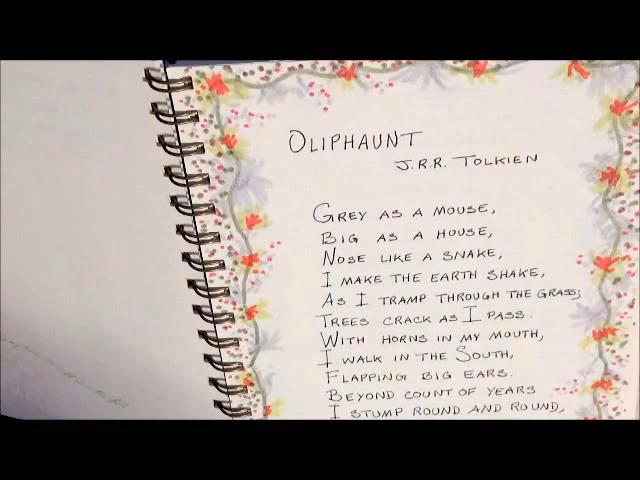 OLIPHAUNT
J.R.R. TOLKIEN
GREY AS A MOUSE,
BIG AS A HOUSE,
NOSE LIKE A SNAKE,
I MAKE THE EARTH SHAKE,
AS I TRAMP THROUGH THE GRASS;
TREES CRACK AS I PASS.
WITH HORNS IN MY MOUTH,
I WALK IN THE SOUTH,
FLAPPING BIG EARS.
BEYOND COUNT OF YEARS
I STUMP ROUND AND ROUND,